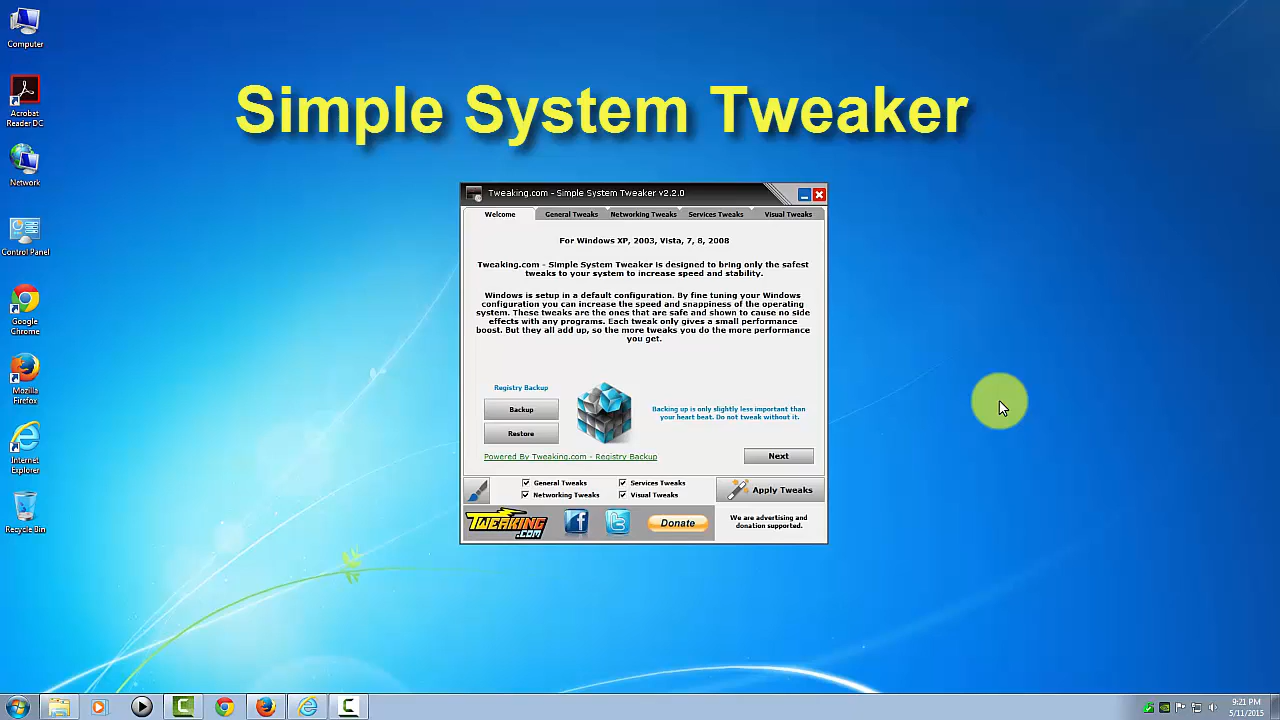 Simple System Tweaker
Computer
Acrobat
Reader DC
Network
Control Panel
Google
Chrome
Mozilla
Firefox
Internet
Explorer
Recycle Bin
Tweaking.com - Simple System Tweaker v2.2.0
Welcome
General Tweaks
Networking Tweaks
Services Tweaks
Visual Tweaks
For Windows XP, 2003, Vista, 7, 8, 2008
Tweaking.com - Simple System Tweaker is designed to bring only the safest
tweaks to your system to increase speed and stability.
Windows is setup in a default configuration. By fine tuning your Windows
configuration you can increase the speed and snappiness of the operating
system. These tweaks are the ones that are safe and shown to cause no side
effects with any programs. Each tweak only gives a small performance
boost. But they all add up, so the more tweaks you do the more performance
you get.
Registry Backup
Backup
Restore
Backing up is only slightly less important than
your heart beat. Do not tweak without it.
Powered By Tweaking.com - Registry Backup
Next
General Tweaks
Services Tweaks
Networking Tweaks
Visual Tweaks
Apply Tweaks
TWEAKING
.COM
Donate
We are advertising and
donation supported.
9:21 PM
5/11/2015